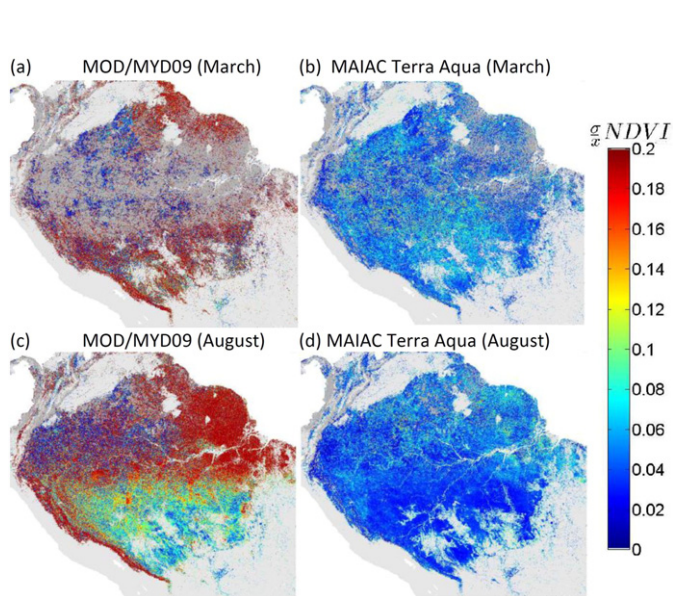 (a) MOD/MYD09 (March)
(b) MAIAC Terra Aqua (March)
σ/x NDVI
0.2
0.18
0.16
0.14
0.12
0.1
0.08
0.06
0.04
0.02
0
(c) MOD/MYD09 (August)
(d) MAIAC Terra Aqua (August)